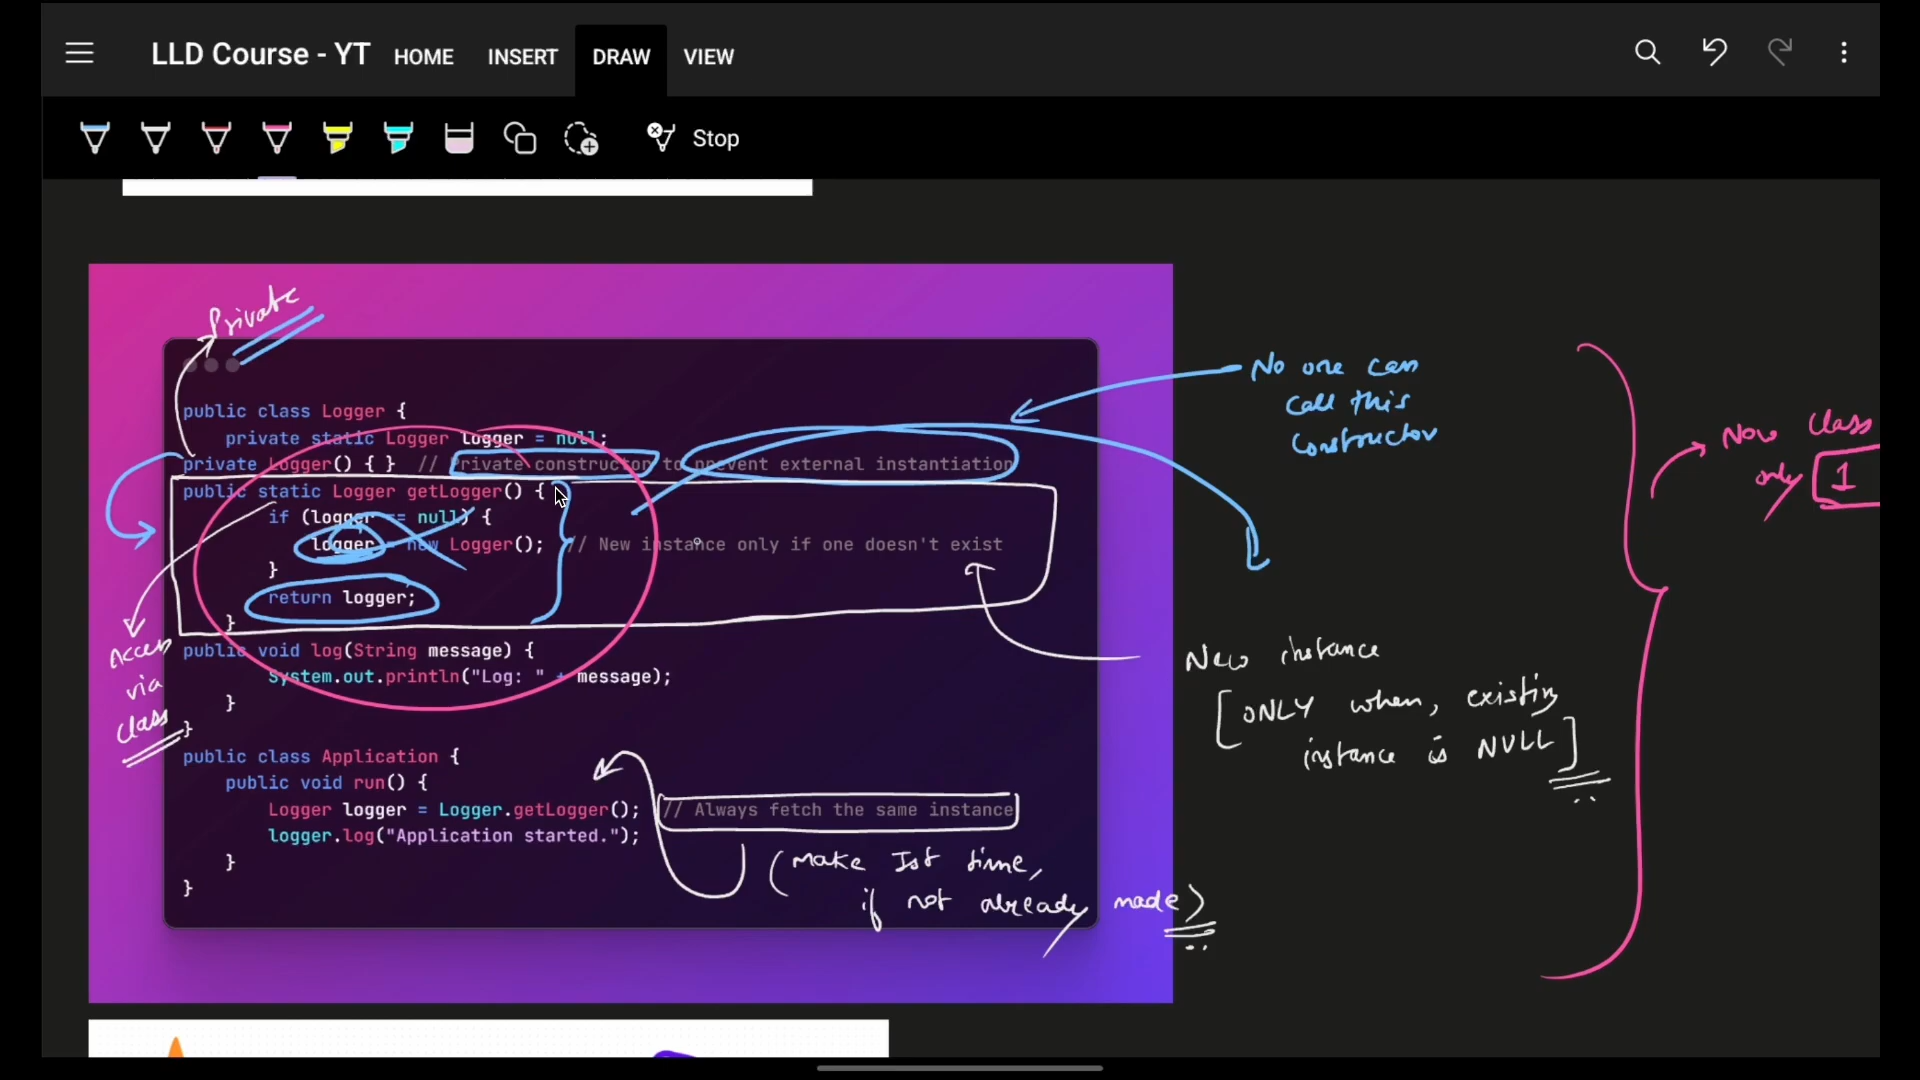 LLD Course - YT
HOME
INSERT
DRAW
VIEW
Stop
Private
public class Logger {
private static Logger logger = null;
private Logger() { } // Private constructor to prevent external instantiation
public static Logger getLogger() {
if (logger == null) {
logger = new Logger(); // New instance only if one doesn't exist
}
return logger;
}
public void log(String message) {
System.out.println("Log: " + message);
}
}
public class Application {
public void run() {
Logger logger = Logger.getLogger(); // Always fetch the same instance
logger.log("Application started.");
}
}
Access
via
class
(make Ist time,
if not already made)
No one can
call this
constructor
New instance
[ONLY when, existing
instance is NULL]
Now class
only 1